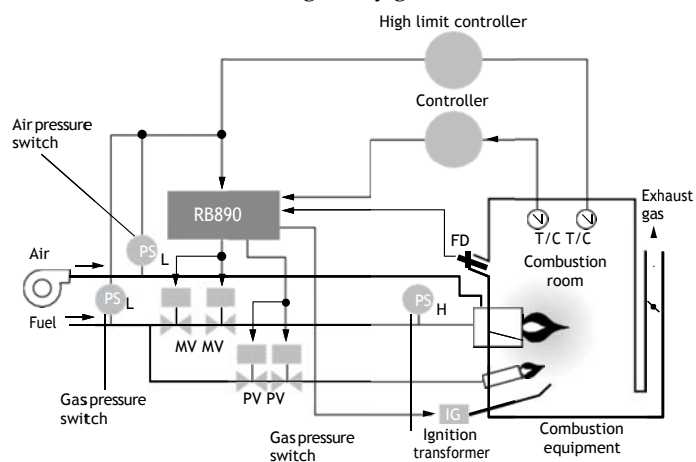 High limit controller
Controller
Air pressure
switch
RB890
Exhaust
gas
FD
T/C T/C
Combustion
room
Air
PS L
PS L
PS H
Fuel
MV MV
PV PV
Gas pressure
switch
Gas pressure
switch
IG
Ignition
transformer
Combustion
equipment